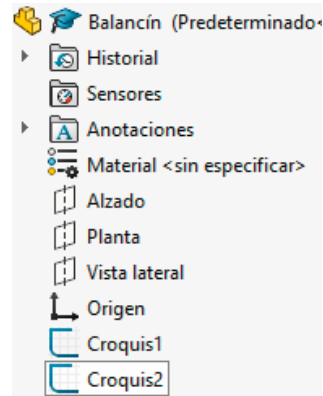 Balancín (Predeterminado<
Historial
Sensores
A Anotaciones
Material <sin especificar>
Alzado
Planta
Vista lateral
Origen
Croquis1
Croquis2